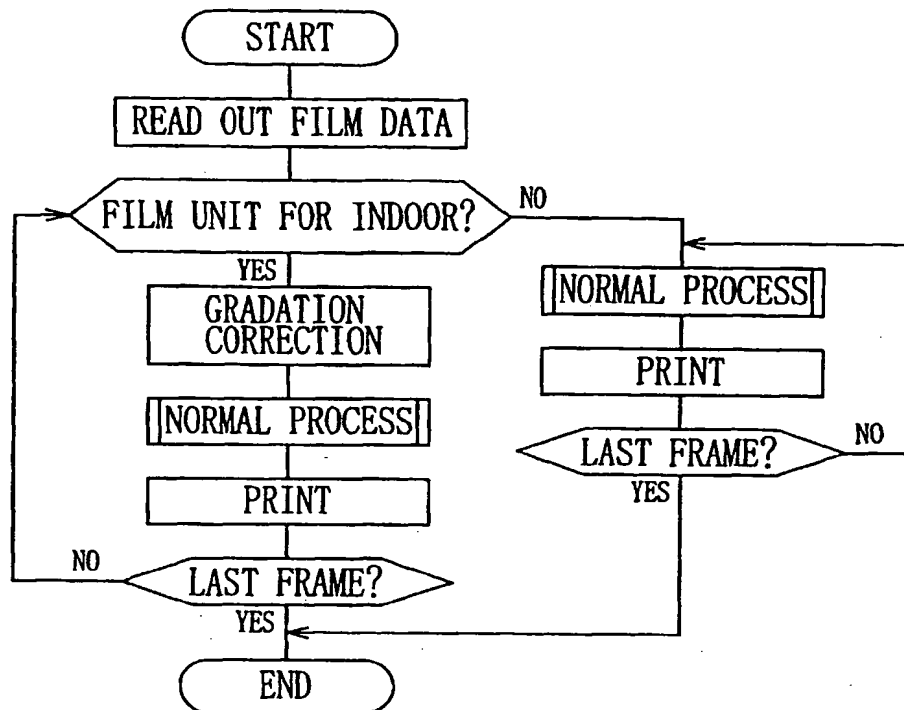 START
READ OUT FILM DATA
FILM UNIT FOR INDOOR?
NO
YES
GRADATION
CORRECTION
NORMAL PROCESS
PRINT
NO
LAST FRAME?
YES
NORMAL PROCESS
PRINT
LAST FRAME?
NO
YES
END